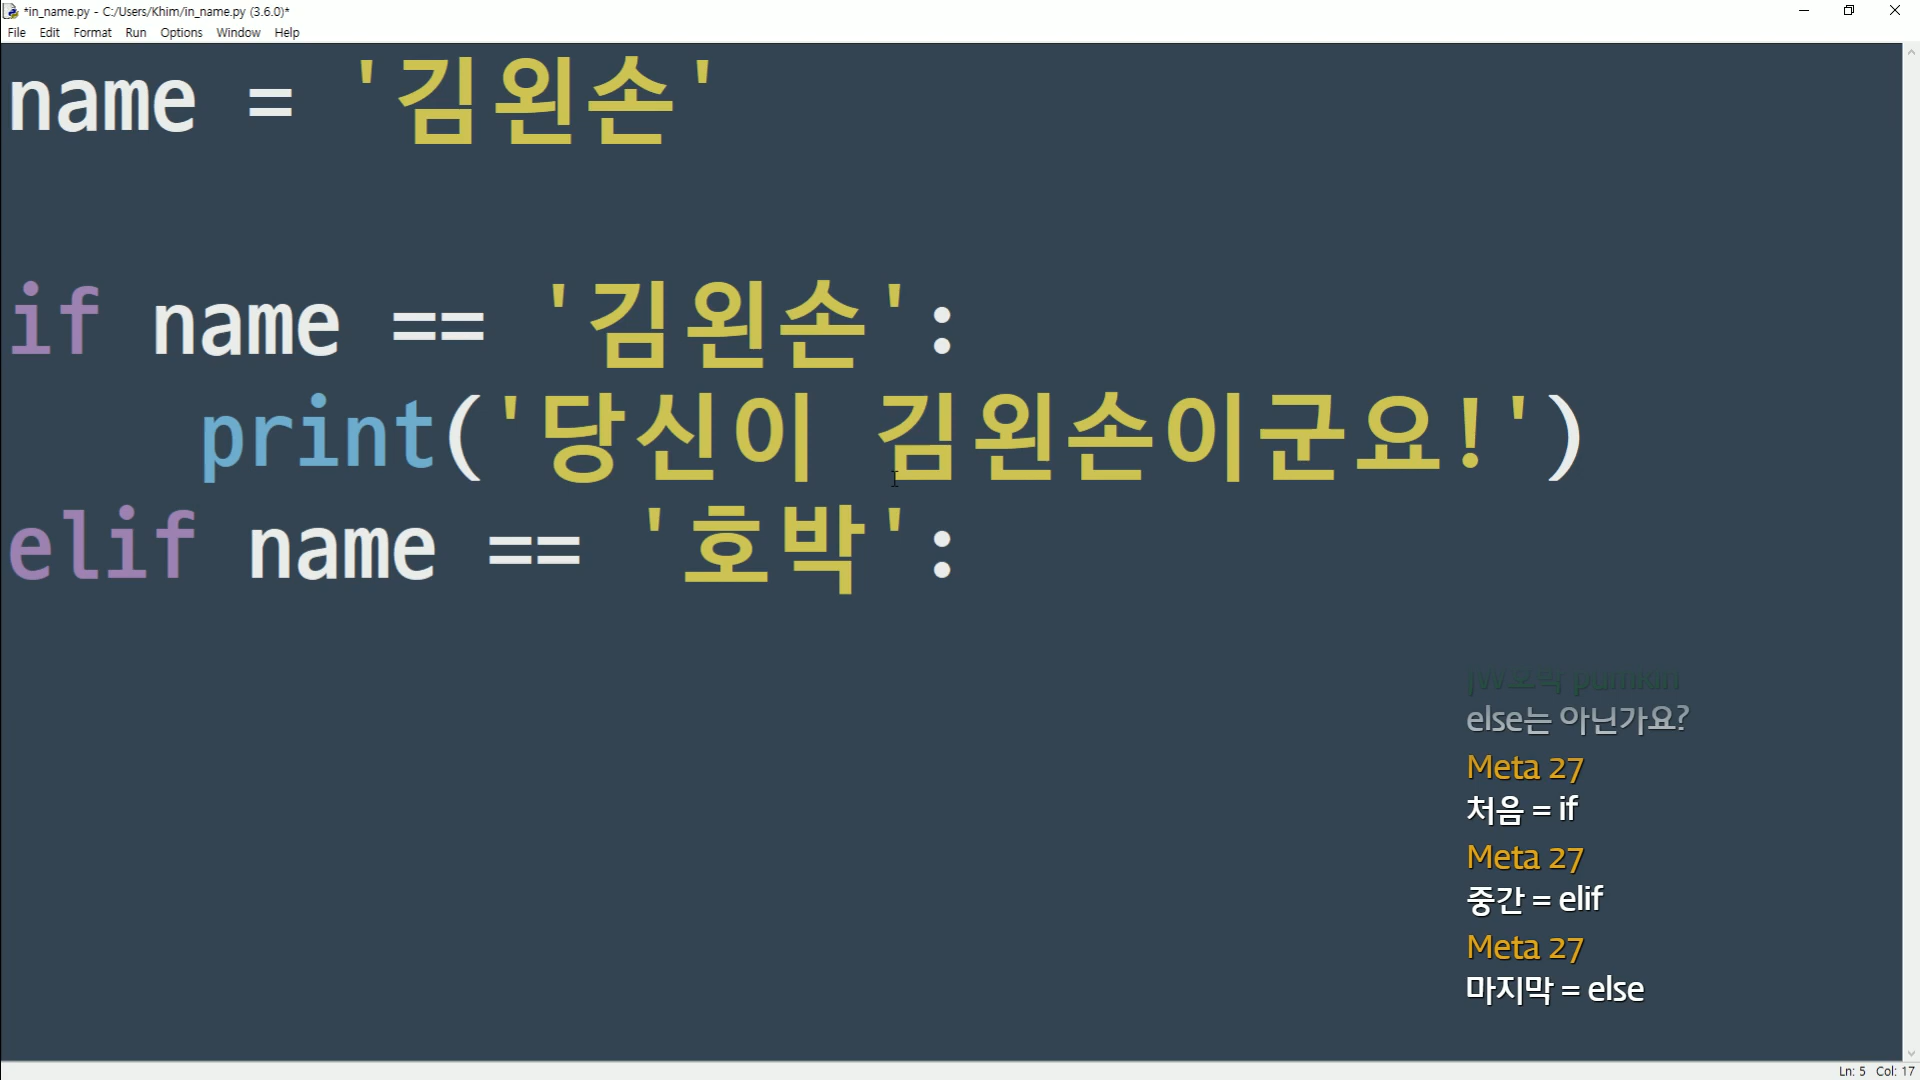 *in_name.py - C:/Users/Khim/in_name.py (3.6.0)*
File Edit Format Run Options Window Help
name = '김왼손'
if name == '김왼손':
print('당신이 김왼손이군요!')
elif name == '호박':
pumkin
else는 아닌가요?
Meta 27
처음 = if
Meta 27
중간 = elif
Meta 27
마지막 = else
Ln: 5 Col: 17